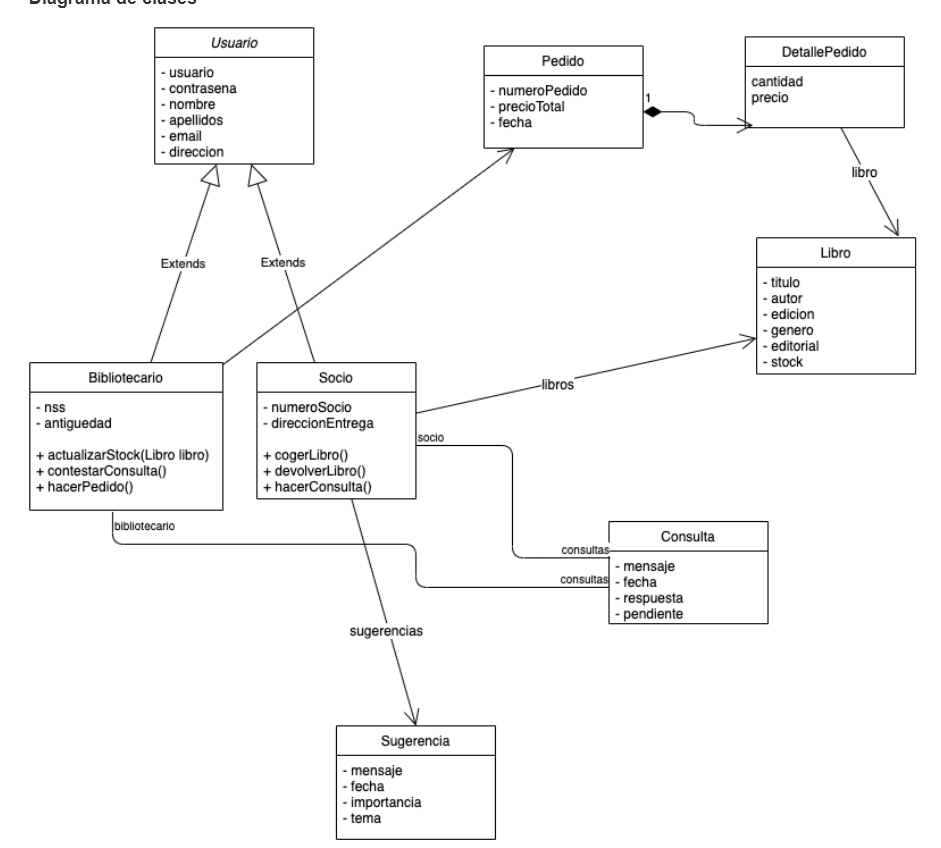 Diagrama de clases
Usuario
- usuario
- contrasena
- nombre
- apellidos
- email
- direccion
Pedido
- numeroPedido
- precioTotal
- fecha
1
DetallePedido
cantidad
precio
libro
Libro
- titulo
- autor
- edicion
- genero
- editorial
- stock
Extends
Extends
Bibliotecario
- nss
- antiguedad
+ actualizarStock(Libro libro)
+ contestarConsulta()
+ hacerPedido()
Socio
- numeroSocio
- direccionEntrega
+ cogerLibro()
+ devolverLibro()
+ hacerConsulta()
libros
socio
bibliotecario
consultas
consultas
Consulta
- mensaje
- fecha
- respuesta
- pendiente
sugerencias
Sugerencia
- mensaje
- fecha
- importancia
- tema